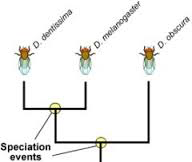 D. dentissima
D. melanogaster
D. obscura
Speciation
events